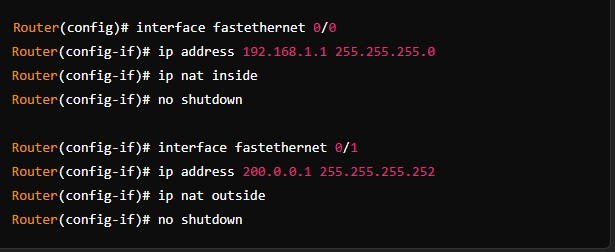 Router(config)# interface fastethernet 0/0
Router(config-if)# ip address 192.168.1.1 255.255.255.0
Router(config-if)# ip nat inside
Router(config-if)# no shutdown
Router(config-if)# interface fastethernet 0/1
Router(config-if)# ip address 200.0.0.1 255.255.255.252
Router(config-if)# ip nat outside
Router(config-if)# no shutdown